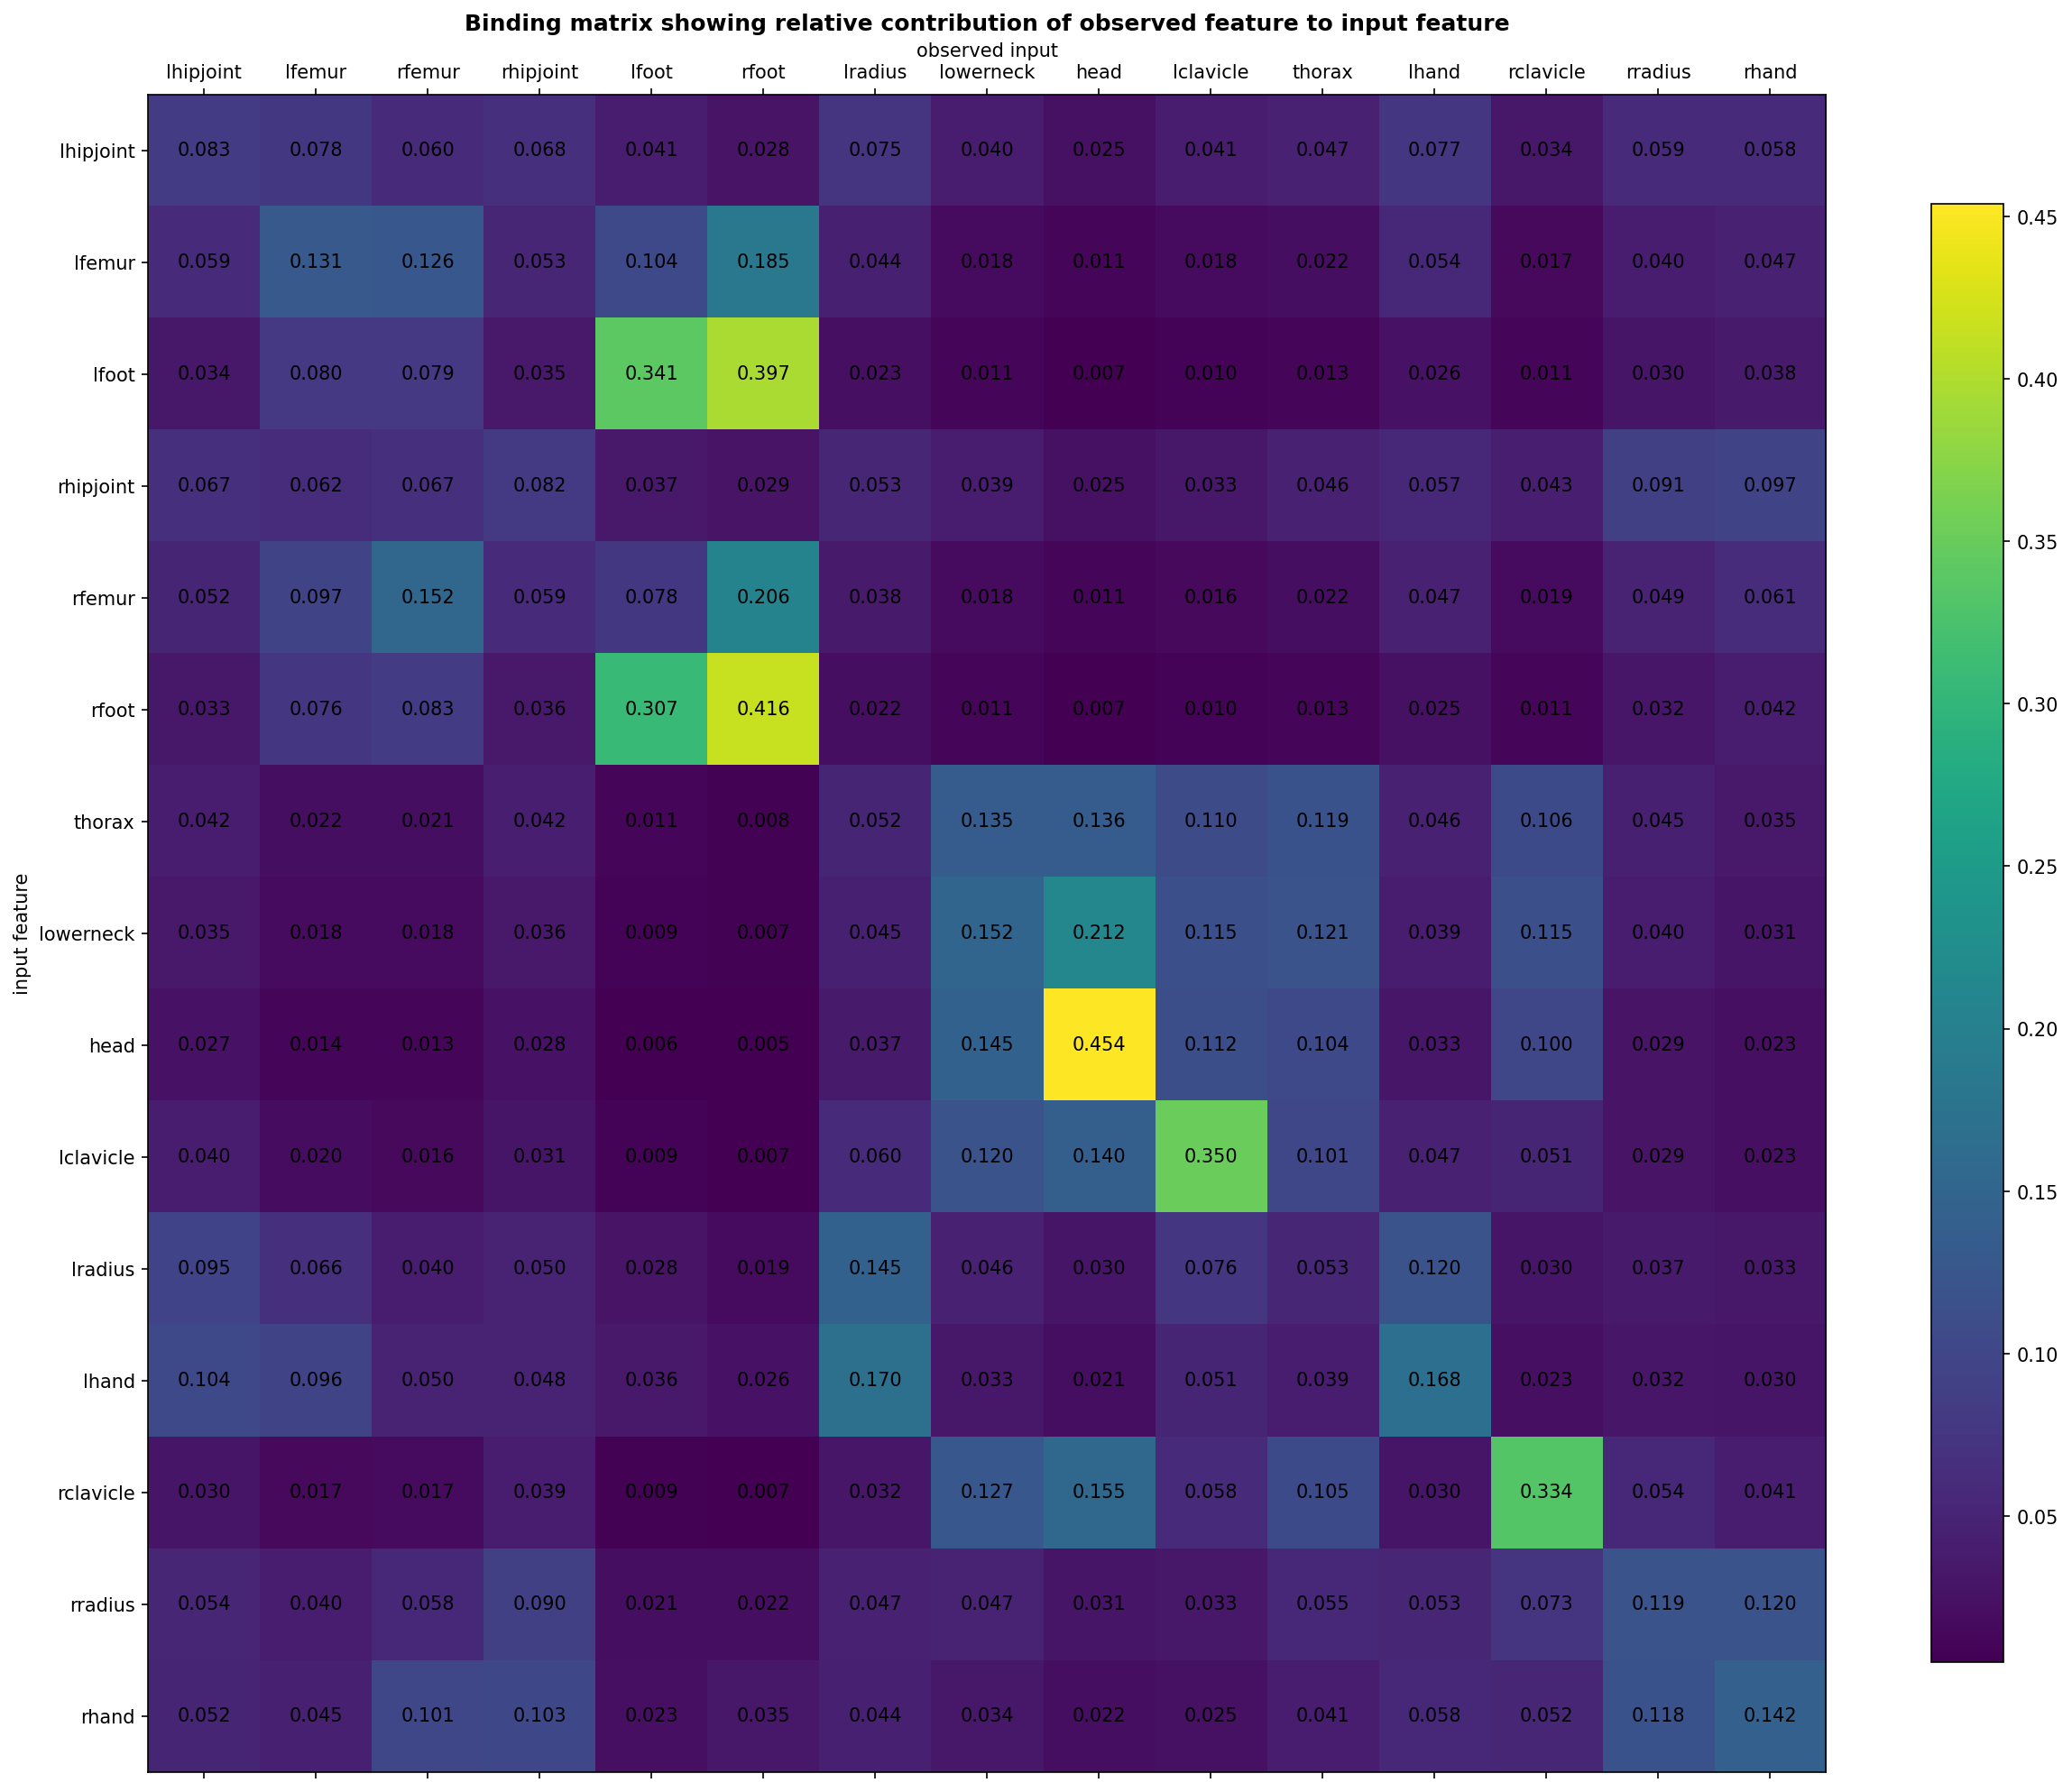 Binding matrix showing relative contribution of observed feature to input feature
observed input
lhipjoint lfemur rfemur rhipjoint lfoot rfoot lradius lowerneck head lclavicle thorax lhand rclavicle rradius rhand
lhipjoint 0.083 0.078 0.060 0.068 0.041 0.028 0.075 0.040 0.025 0.041 0.047 0.077 0.034 0.059 0.058
lfemur 0.059 0.131 0.126 0.053 0.104 0.185 0.044 0.018 0.011 0.018 0.022 0.054 0.017 0.040 0.047
lfoot 0.034 0.080 0.079 0.035 0.341 0.397 0.023 0.011 0.007 0.010 0.013 0.026 0.011 0.030 0.038
rhipjoint 0.067 0.062 0.067 0.082 0.037 0.029 0.053 0.039 0.025 0.033 0.046 0.057 0.043 0.091 0.097
rfemur 0.052 0.097 0.152 0.059 0.078 0.206 0.038 0.018 0.011 0.016 0.022 0.047 0.019 0.049 0.061
rfoot 0.033 0.076 0.083 0.036 0.307 0.416 0.022 0.011 0.007 0.010 0.013 0.025 0.011 0.032 0.042
thorax 0.042 0.022 0.021 0.042 0.011 0.008 0.052 0.135 0.136 0.110 0.119 0.046 0.106 0.045 0.035
lowerneck 0.035 0.018 0.018 0.036 0.009 0.007 0.045 0.152 0.212 0.115 0.121 0.039 0.115 0.040 0.031
head 0.027 0.014 0.013 0.028 0.006 0.005 0.037 0.145 0.454 0.112 0.104 0.033 0.100 0.029 0.023
lclavicle 0.040 0.020 0.016 0.031 0.009 0.007 0.060 0.120 0.140 0.350 0.101 0.047 0.051 0.029 0.023
lradius 0.095 0.066 0.040 0.050 0.028 0.019 0.145 0.046 0.030 0.076 0.053 0.120 0.030 0.037 0.033
lhand 0.104 0.096 0.050 0.048 0.036 0.026 0.170 0.033 0.021 0.051 0.039 0.168 0.023 0.032 0.030
rclavicle 0.030 0.017 0.017 0.039 0.009 0.007 0.032 0.127 0.155 0.058 0.105 0.030 0.334 0.054 0.041
rradius 0.054 0.040 0.058 0.090 0.021 0.022 0.047 0.047 0.031 0.033 0.055 0.053 0.073 0.119 0.120
rhand 0.052 0.045 0.101 0.103 0.023 0.035 0.044 0.034 0.022 0.025 0.041 0.058 0.052 0.118 0.142
input feature
0.45
0.40
0.35
0.30
0.25
0.20
0.15
0.10
0.05